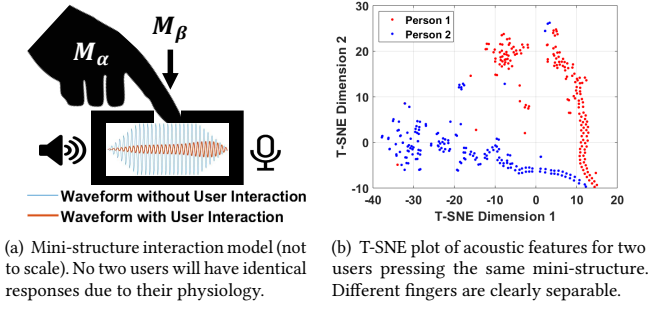 Mα
Mβ
Waveform without User Interaction
Waveform with User Interaction
(a) Mini-structure interaction model (not
to scale). No two users will have identical
responses due to their physiology.
30
20
10
0
-10
T-SNE Dimension 2
Person 1
Person 2
-40 -30 -20 -10 0 10 20
T-SNE Dimension 1
(b) T-SNE plot of acoustic features for two
users pressing the same mini-structure.
Different fingers are clearly separable.